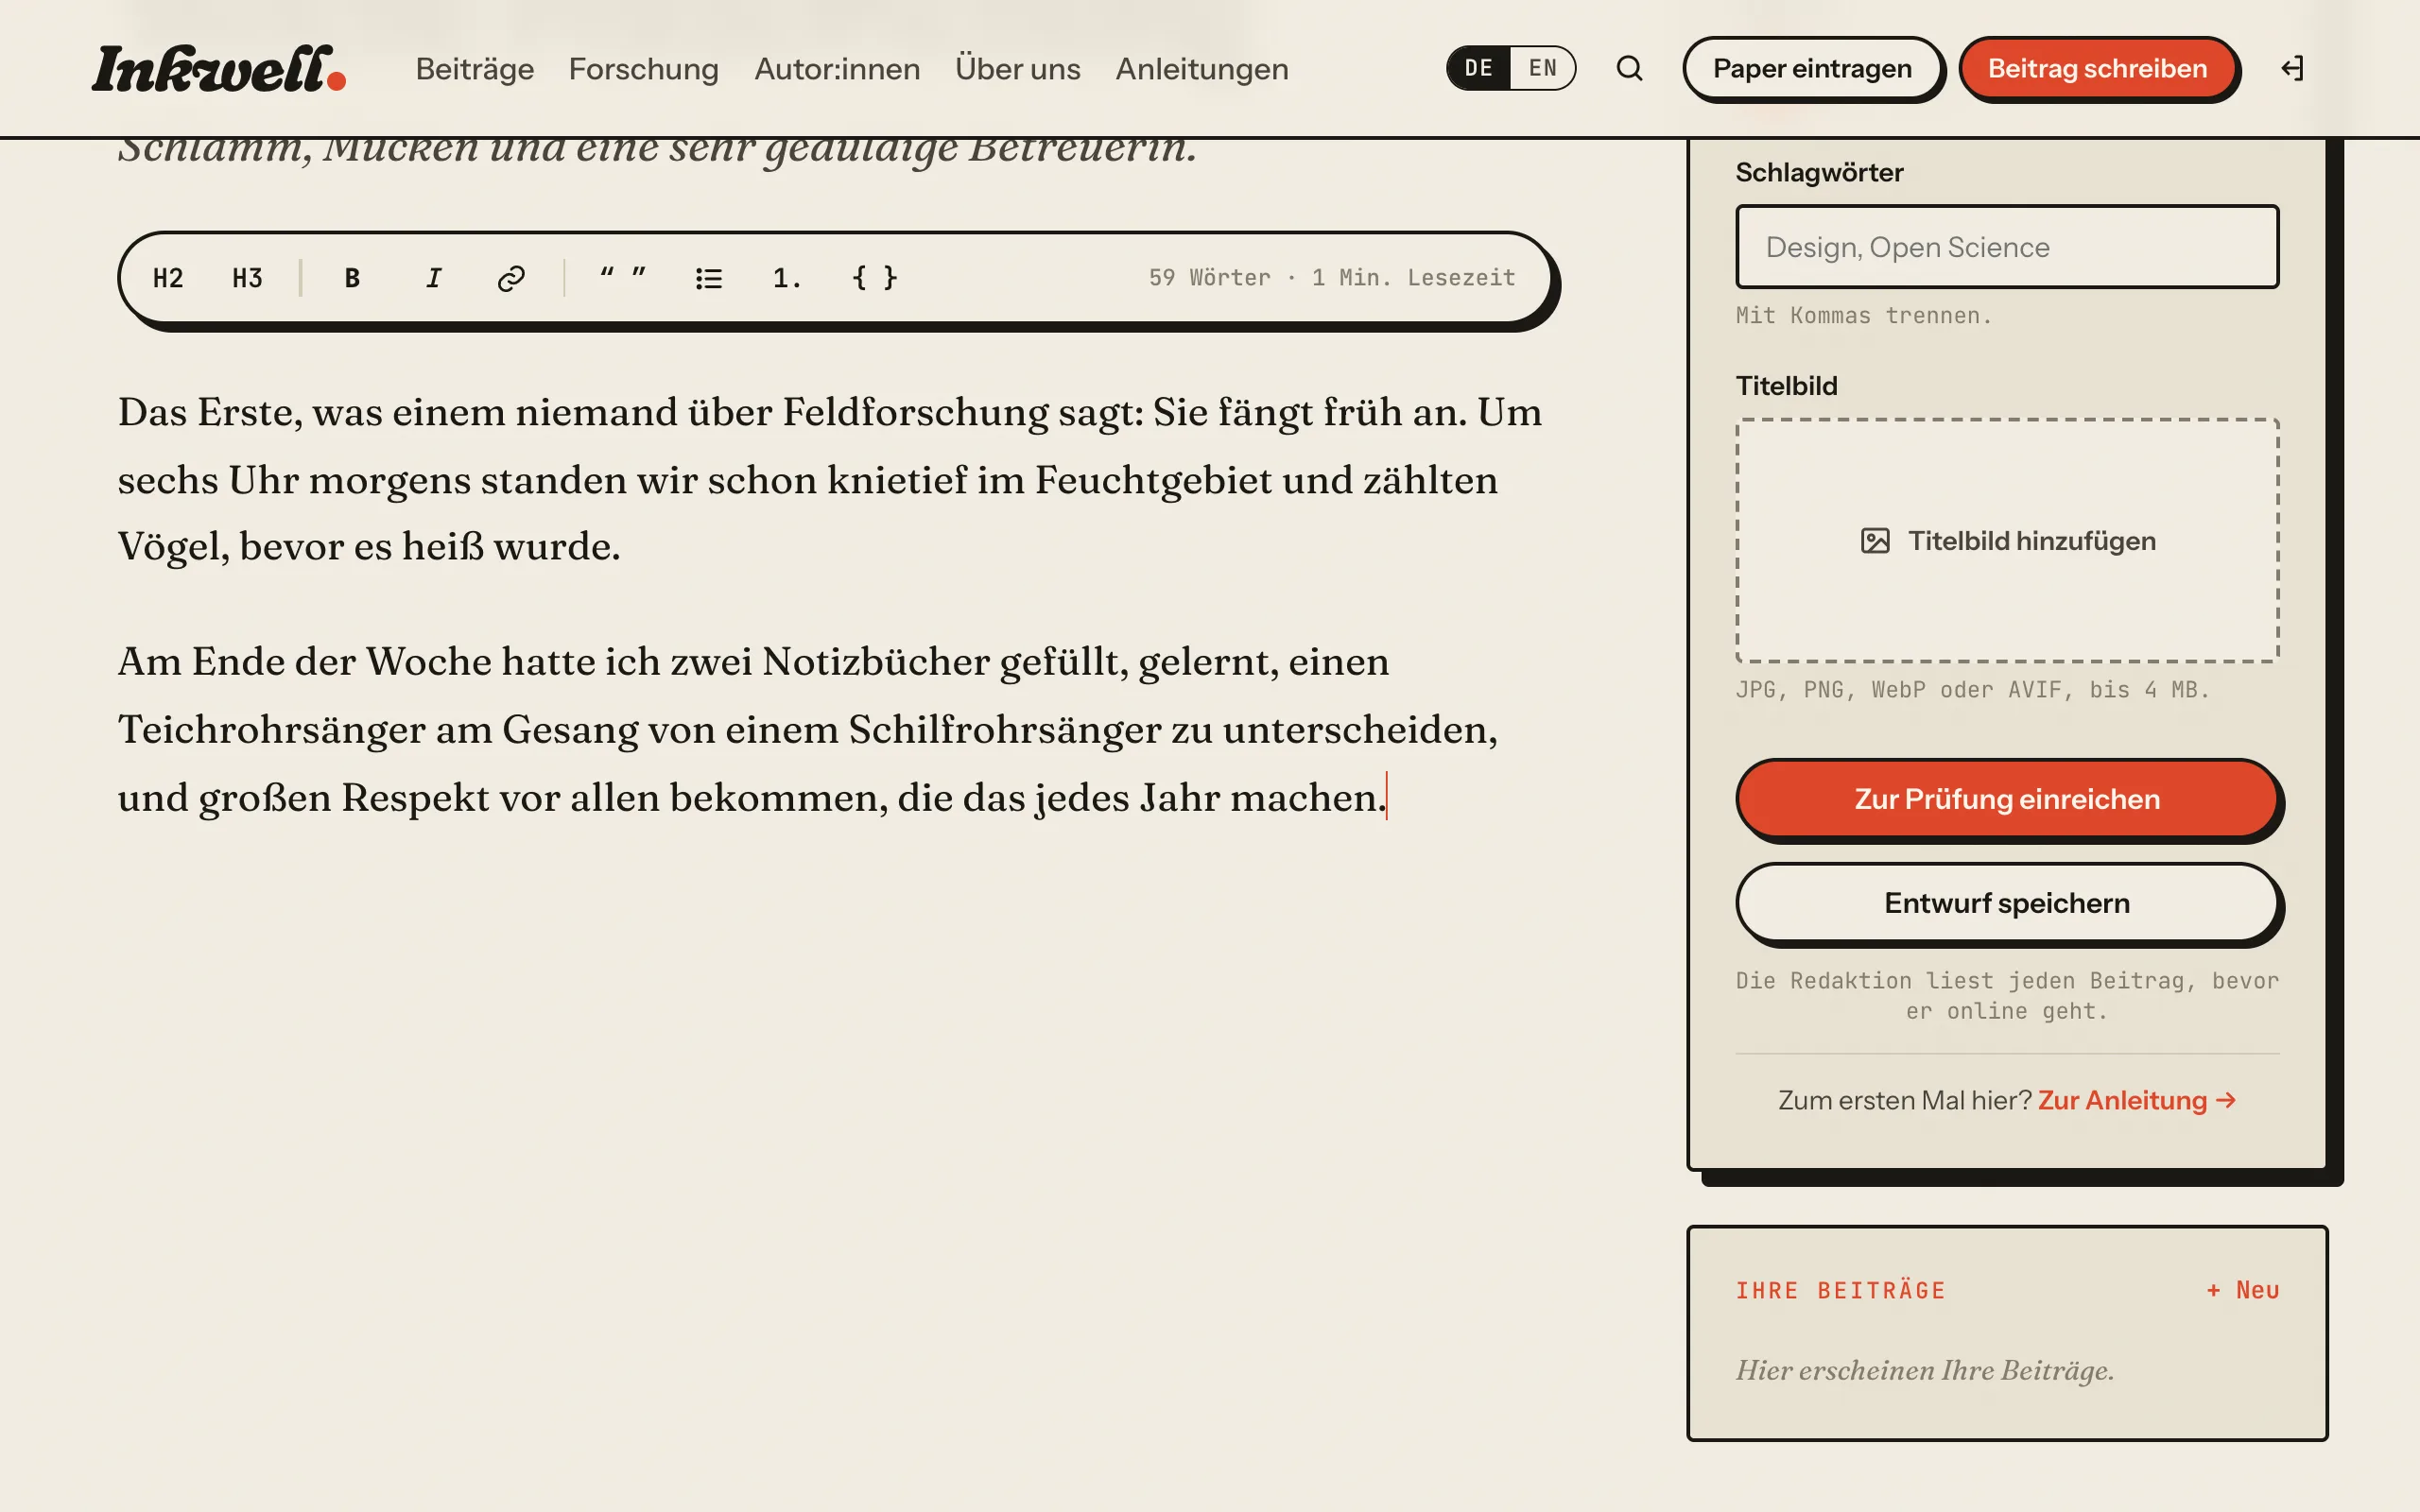 Inkwell.
Beiträge
Forschung
Autor:innen
Über uns
Anleitungen
DE
EN
Paper eintragen
Beitrag schreiben
Schlamm, Mücken und eine sehr geduldige Betreuerin.
H2
H3
B
I
“ ”
1.
{ }
59 Wörter · 1 Min. Lesezeit
Das Erste, was einem niemand über Feldforschung sagt: Sie fängt früh an. Um
sechs Uhr morgens standen wir schon knietief im Feuchtgebiet und zählten
Vögel, bevor es heiß wurde.
Am Ende der Woche hatte ich zwei Notizbücher gefüllt, gelernt, einen
Teichrohrsänger am Gesang von einem Schilfrohrsänger zu unterscheiden,
und großen Respekt vor allen bekommen, die das jedes Jahr machen.
Schlagwörter
Design, Open Science
Mit Kommas trennen.
Titelbild
Titelbild hinzufügen
JPG, PNG, WebP oder AVIF, bis 4 MB.
Zur Prüfung einreichen
Entwurf speichern
Die Redaktion liest jeden Beitrag, bevor
er online geht.
Zum ersten Mal hier? Zur Anleitung →
IHRE BEITRÄGE
+ Neu
Hier erscheinen Ihre Beiträge.